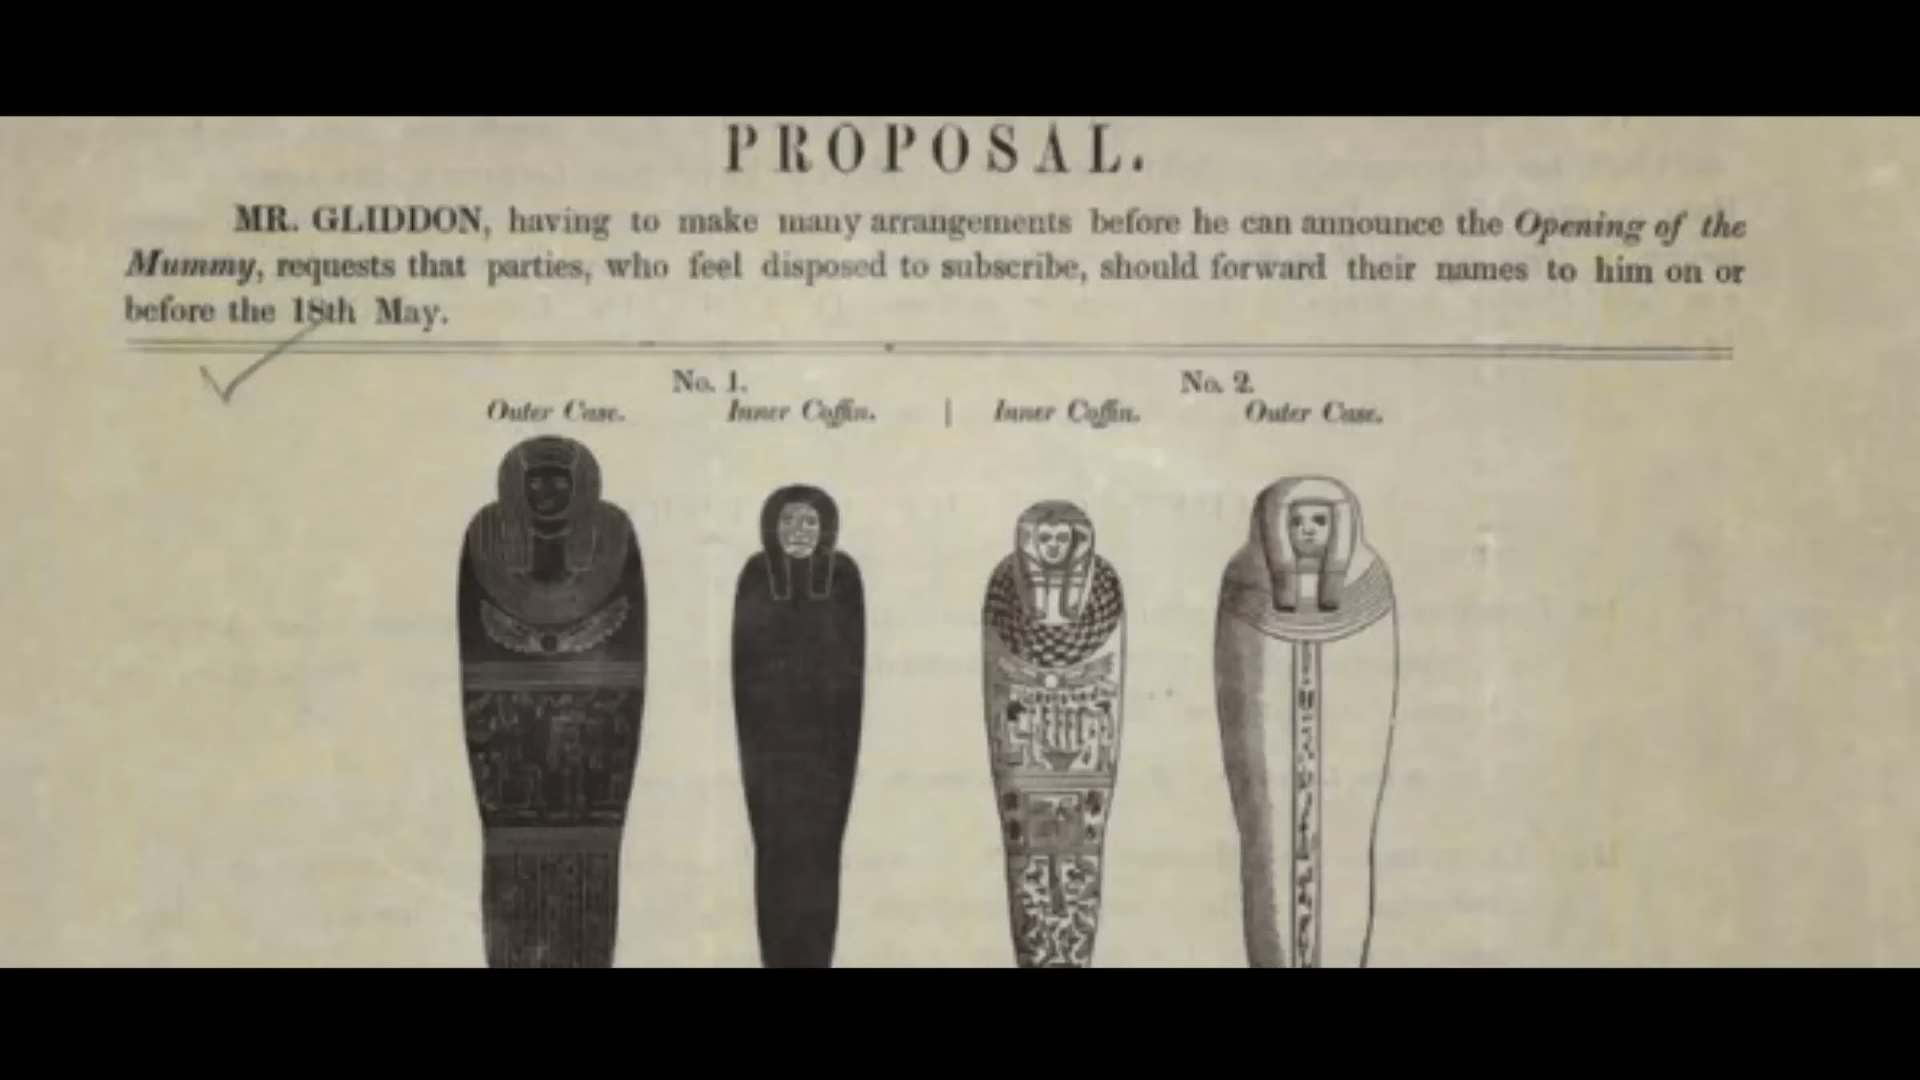 PROPOSAL.
MR. GLIDDON, having to make many arrangements before he can announce the Opening of the
Mummy, requests that parties, who feel disposed to subscribe, should forward their names to him on or
before the 18th May.
No. 1. No. 2.
Outer Case. Inner Coffin. | Inner Coffin. Outer Case.